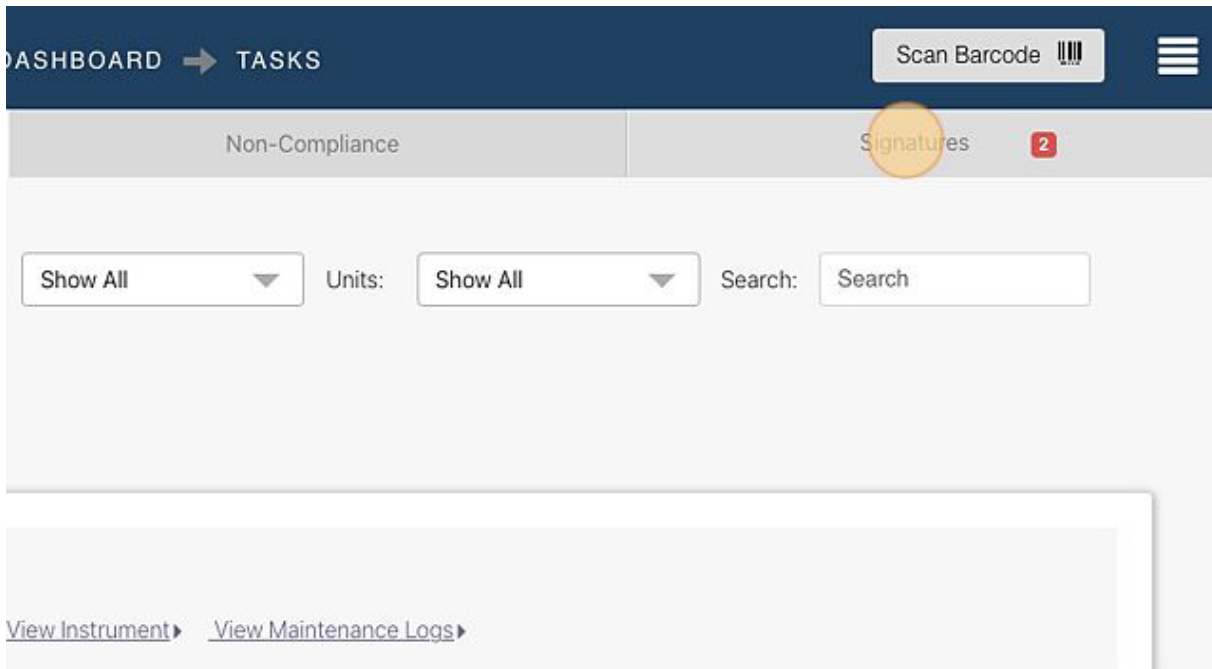 DASHBOARD TASKS Scan Barcode
Non-Compliance Signatures 2
Show All Units: Show All Search: Search
View Instrument View Maintenance Logs